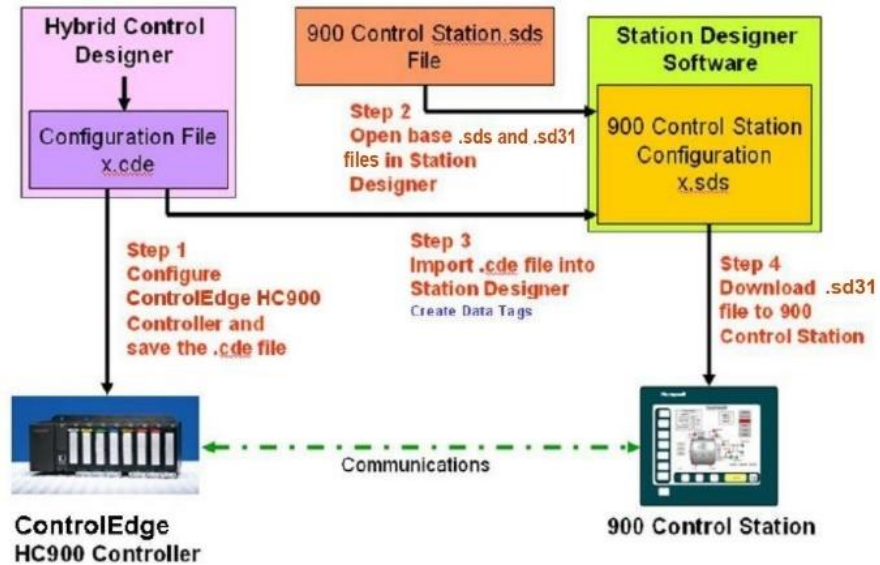 Hybrid Control
Designer
Configuration File
x.cde
900 Control Station.sds
File
Station Designer
Software
900 Control Station
Configuration
x.sds
Step 2
Open base .sds and .sd31
files in Station
Designer
Step 1
Configure
ControlEdge HC900
Controller and
save the .cde file
Step 3
Import .cde file into
Station Designer
Create Data Tags
Step 4
Download .sd31
file to 900
Control Station
Honeywell
Communications
ControlEdge
HC900 Controller
900 Control Station